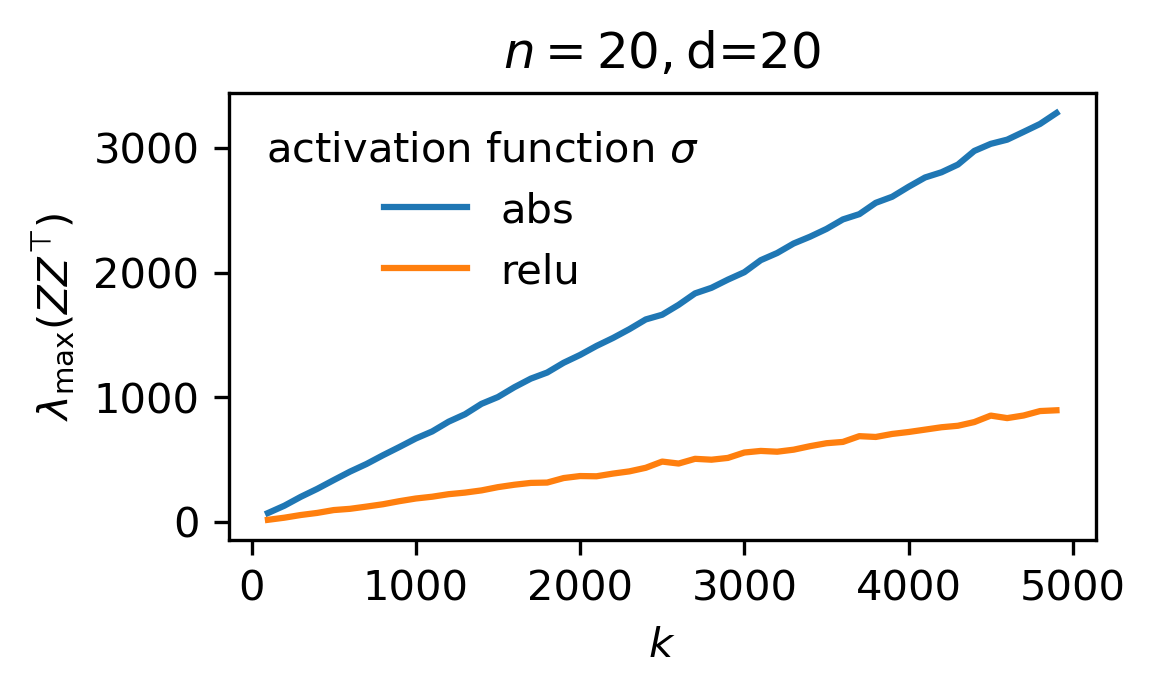 n = 20, d=20
λmax(ZZ⊤)
3000
2000
1000
0
activation function σ
abs
relu
0 1000 2000 3000 4000 5000
k